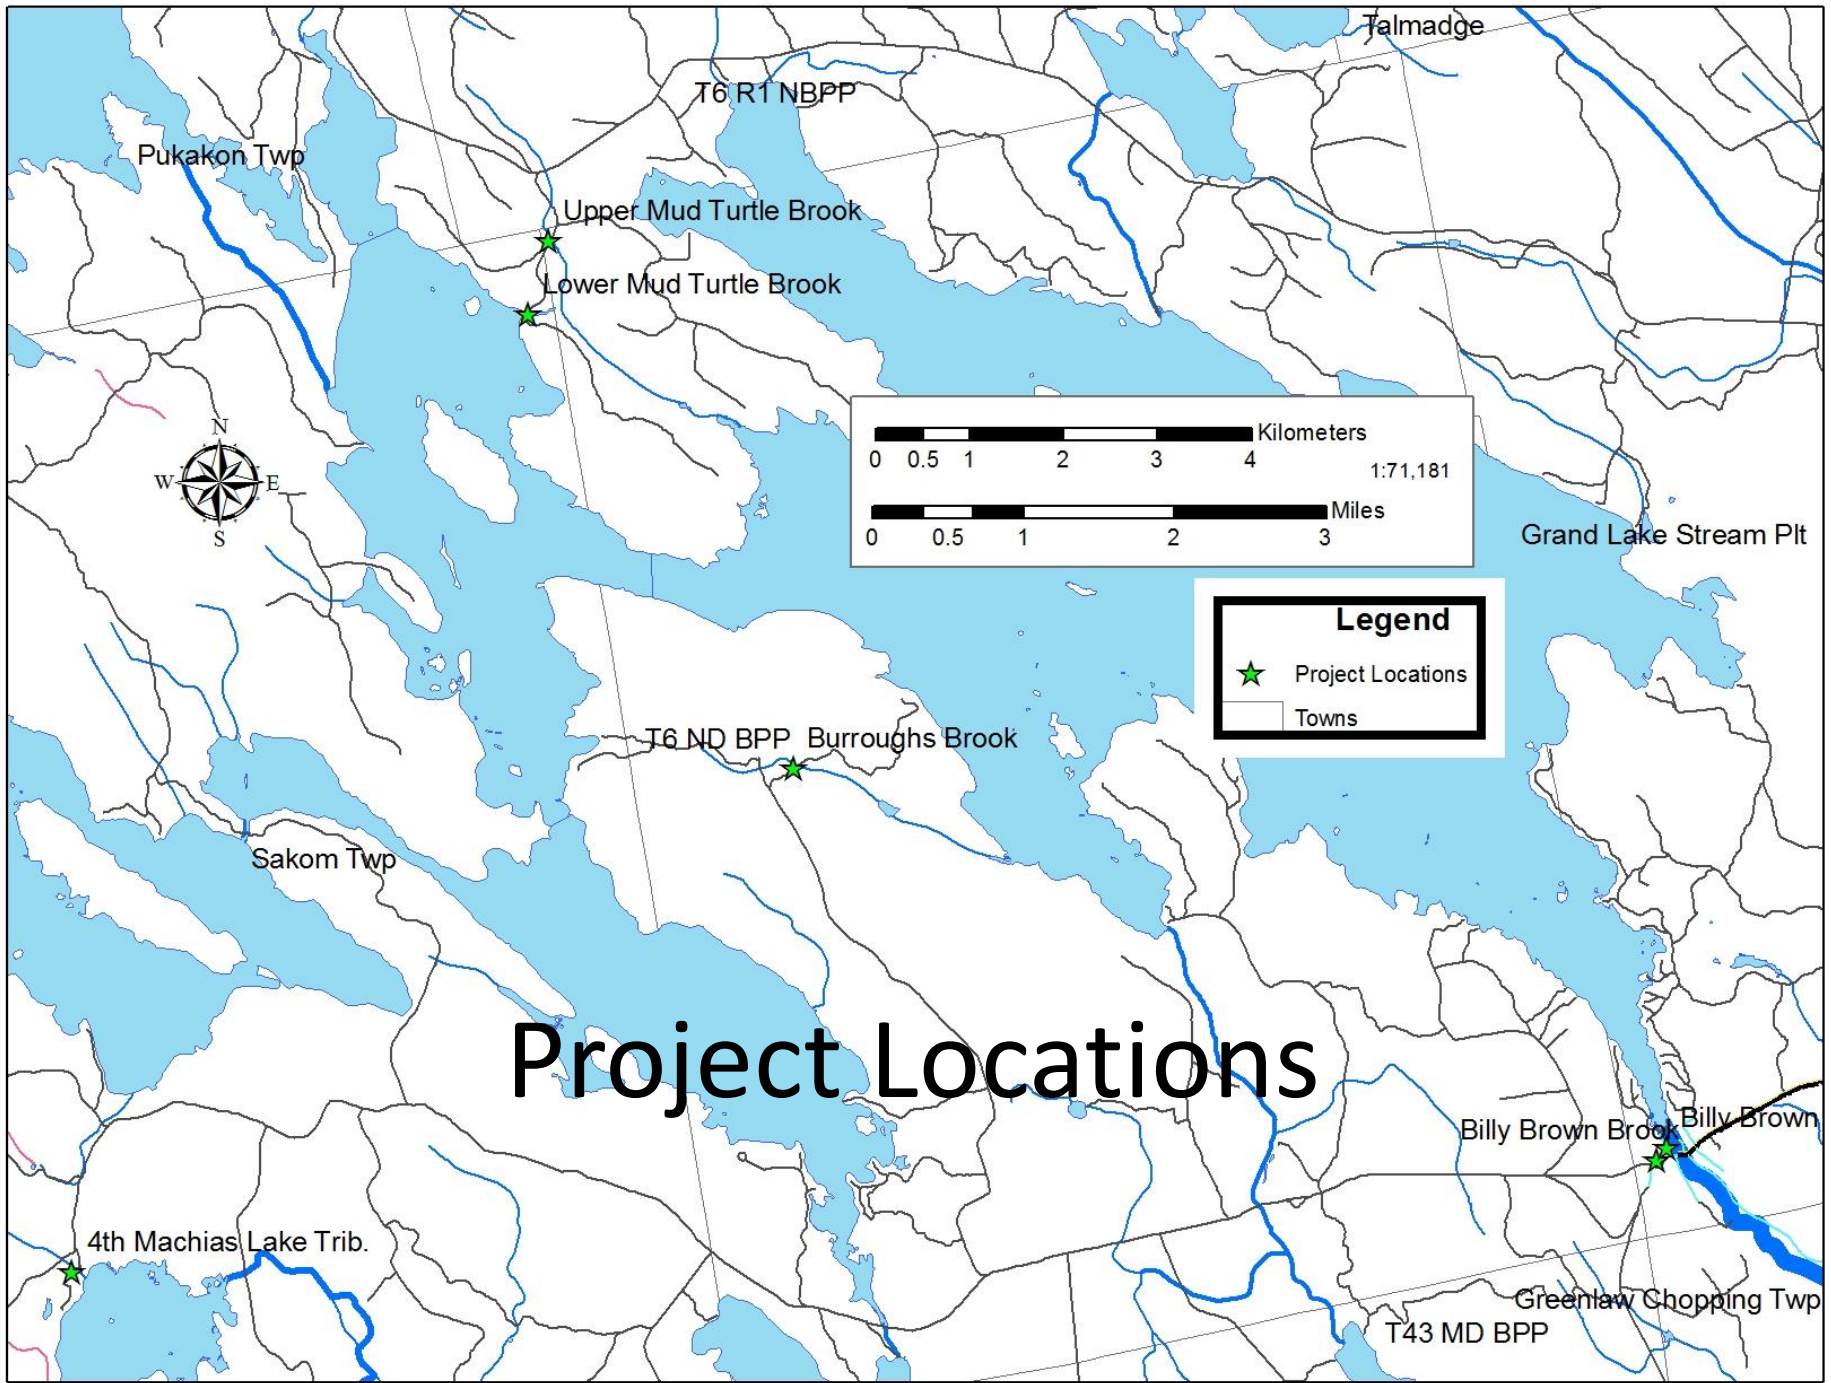 Talmadge
T6 R1 NBPP
Pukakon Twp
Upper Mud Turtle Brook
Lower Mud Turtle Brook
N
W E
S
Kilometers
0 0.5 1 2 3 4
1:71,181
Miles
0 0.5 1 2 3
Grand Lake Stream Plt
Legend
Project Locations
Towns
T6 ND BPP Burroughs Brook
Sakom Twp
Project Locations
Billy Brown
Billy Brown Brook
4th Machias Lake Trib.
Greenlaw Chopping Twp
T43 MD BPP